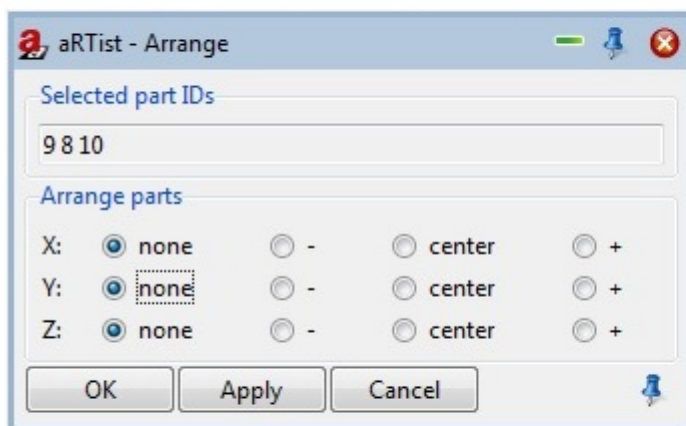 aRTist - Arrange
Selected part IDs
9 8 10
Arrange parts
X: none - center +
Y: none - center +
Z: none - center +
OK Apply Cancel